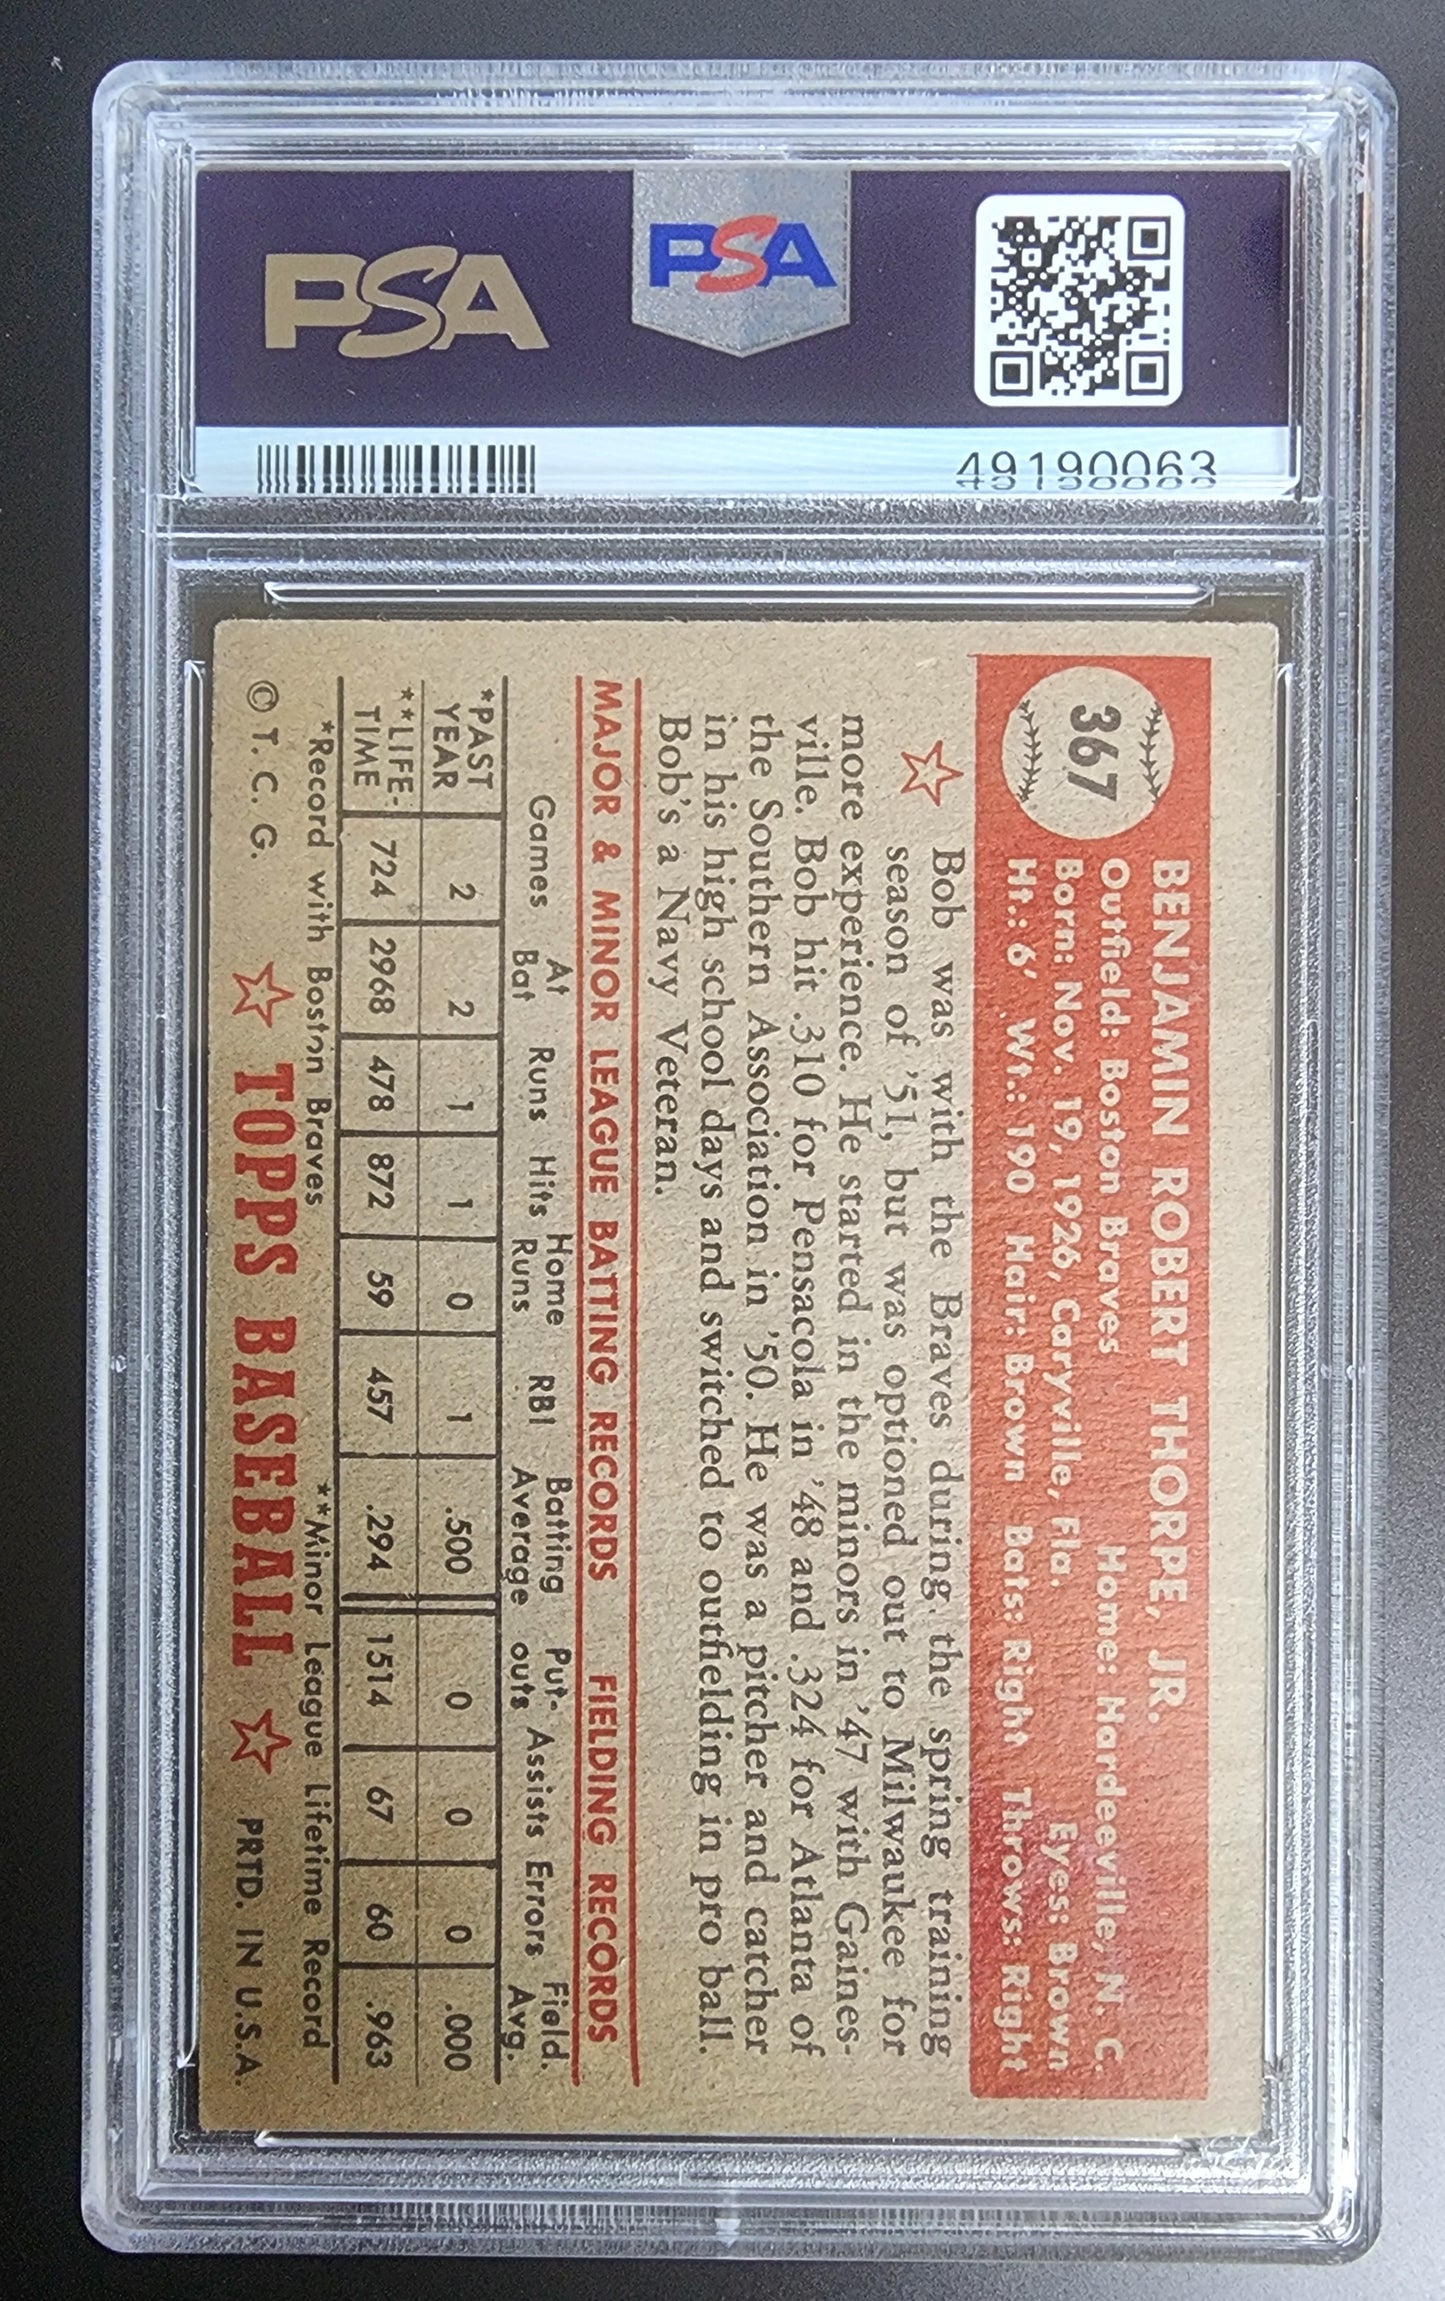 PSA
PSA
49190063
367
BENJAMIN ROBERT THORPE, JR.
Outfield: Boston Braves Home: Hardeeville, N. C.
Born: Nov. 19, 1926, Caryville, Fla. Eyes: Brown
Ht.: 6' Wt.: 190 Hair: Brown Bats: Right Throws: Right
Bob was with the Braves during the spring training
season of '51, but was optioned out to Milwaukee for
more experience. He started in the minors in '47 with Gaines-
ville. Bob hit .310 for Pensacola in '48 and .324 for Atlanta of
the Southern Association in '50. He was a pitcher and catcher
in his high school days and switched to outfielding in pro ball.
Bob's a Navy Veteran.
MAJOR & MINOR LEAGUE BATTING RECORDS FIELDING RECORDS
Games At Bat Runs Hits Home Runs RBI Batting Average Put-outs Assists Errors Field. Avg.
*PAST YEAR 2 2 1 1 0 1 .500 0 0 0 .000
**LIFE-TIME 724 2968 478 872 59 457 .294 1514 67 60 .963
*Record with Boston Braves **Minor League Lifetime Record
© T. C. G. TOPPS BASEBALL PRTD. IN U.S.A.